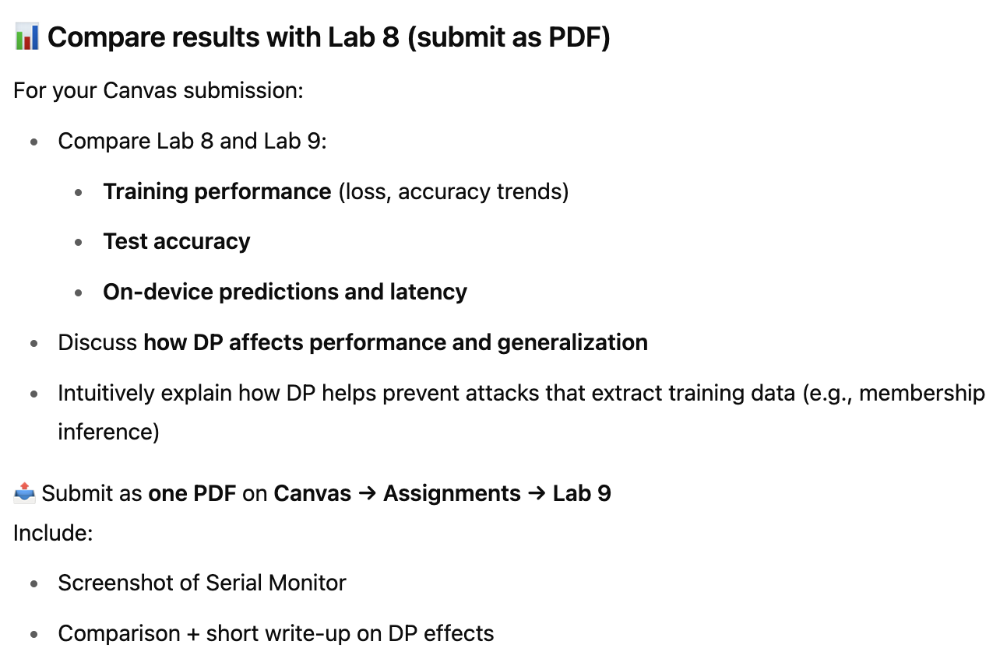 📊 Compare results with Lab 8 (submit as PDF)
For your Canvas submission:
• Compare Lab 8 and Lab 9:
• Training performance (loss, accuracy trends)
• Test accuracy
• On-device predictions and latency
• Discuss how DP affects performance and generalization
• Intuitively explain how DP helps prevent attacks that extract training data (e.g., membership
inference)
📤 Submit as one PDF on Canvas → Assignments → Lab 9
Include:
• Screenshot of Serial Monitor
• Comparison + short write-up on DP effects